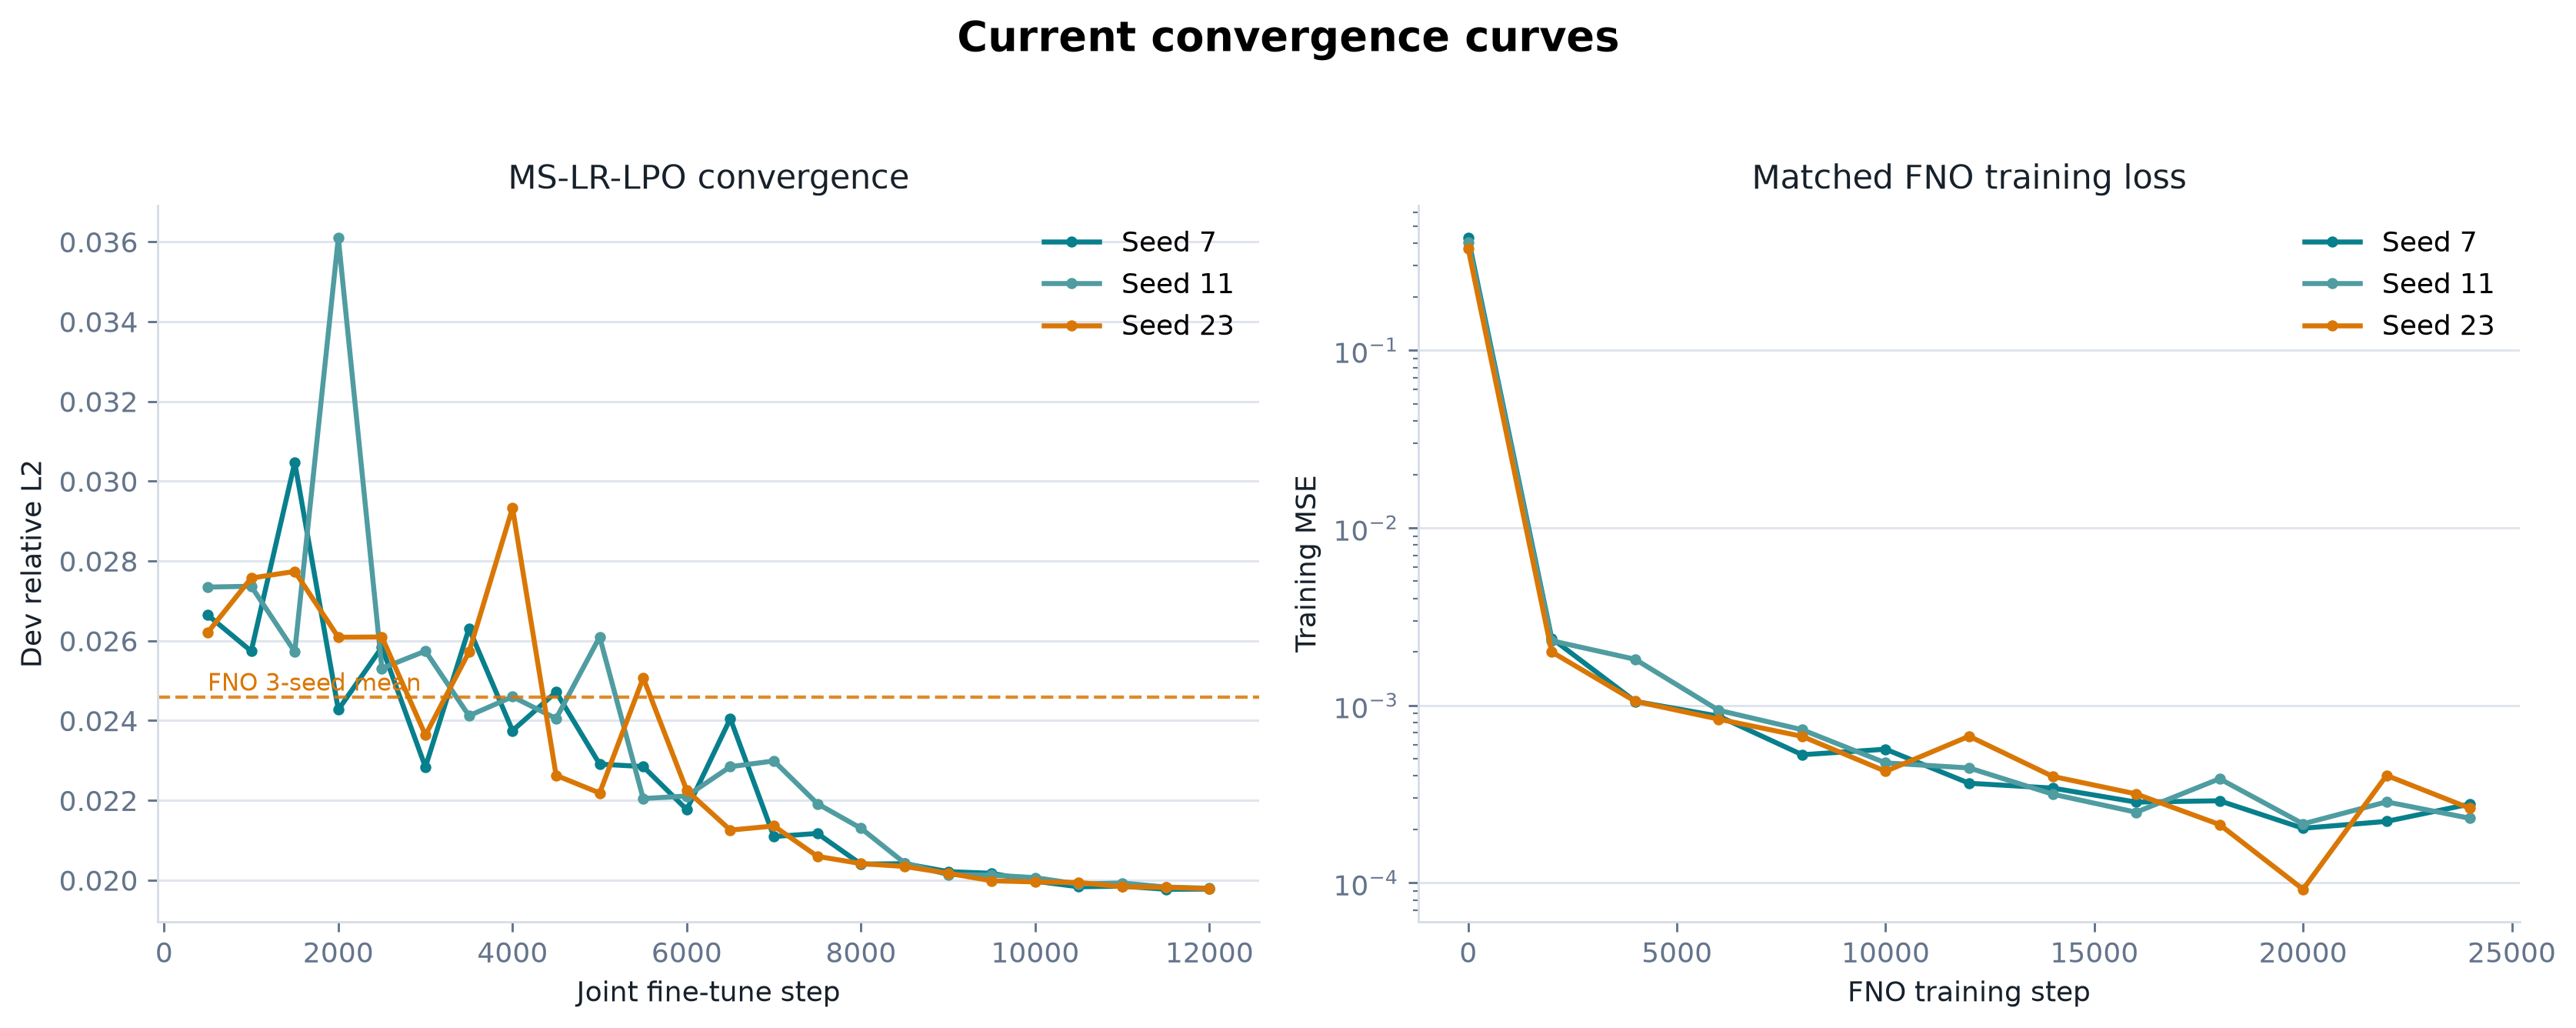 Current convergence curves
MS-LR-LPO convergence
Dev relative L2
0.036
0.034
0.032
0.030
0.028
0.026
0.024
0.022
0.020
FNO 3-seed mean
Seed 7
Seed 11
Seed 23
0 2000 4000 6000 8000 10000 12000
Joint fine-tune step
Matched FNO training loss
Training MSE
10⁻¹
10⁻²
10⁻³
10⁻⁴
Seed 7
Seed 11
Seed 23
0 5000 10000 15000 20000 25000
FNO training step